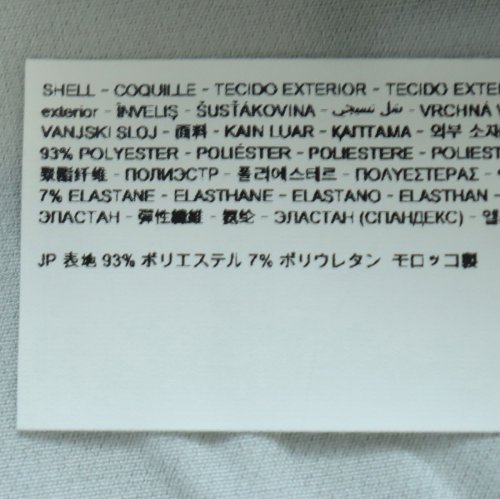 SHELL - COQUILLE - TECIDO EXTERIOR - TECIDO EXTE
exterior - ÎNVELIȘ - ŠUSŤÁKOVINA - - VRCHNÁ
VANJSKI SLOJ - 面料 - KAIN LUAR - ҚАПТАМА - 외부 소재
93% POLYESTER - POLIÉSTER - POLIESTERE - POLIEST
聚酯纤维 - ПОЛИЭСТР - 폴리에스테르 - ΠΟΛΥΕΣΤΕΡΑΣ -
7% ELASTANE - ELASTHANE - ELASTANO - ELASTHAN -
ЭЛАСТАН - 彈性纖維 - 氨纶 - ЭЛАСТАН (СПАНДЕКС) -
JP 表地 93% ポリエステル 7% ポリウレタン モロッコ製